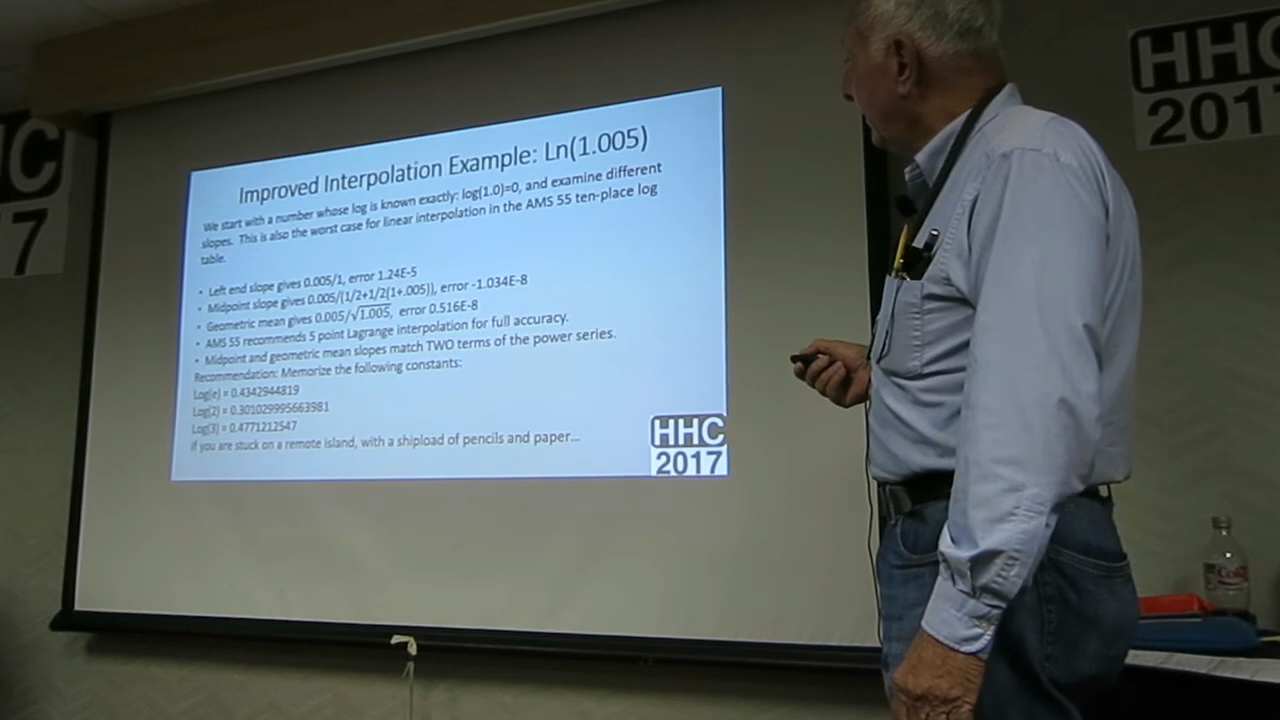 HHC
2017
HC
7
Improved Interpolation Example: Ln(1.005)
We start with a number whose log is known exactly: log(1.0)=0, and examine different
slopes. This is also the worst case for linear interpolation in the AMS 55 ten-place log
table.
• Left end slope gives 0.005/1, error 1.24E-5
• Midpoint slope gives 0.005/(1/2+1/2(1+.005)), error -1.034E-8
• Geometric mean gives 0.005/√1.005, error 0.516E-8
• AMS 55 recommends 5 point Lagrange interpolation for full accuracy.
• Midpoint and geometric mean slopes match TWO terms of the power series.
Recommendation: Memorize the following constants:
Log(e) = 0.4342944819
Log(2) = 0.301029995663981
Log(3) = 0.4771212547
If you are stuck on a remote island, with a shipload of pencils and paper...
HHC
2017